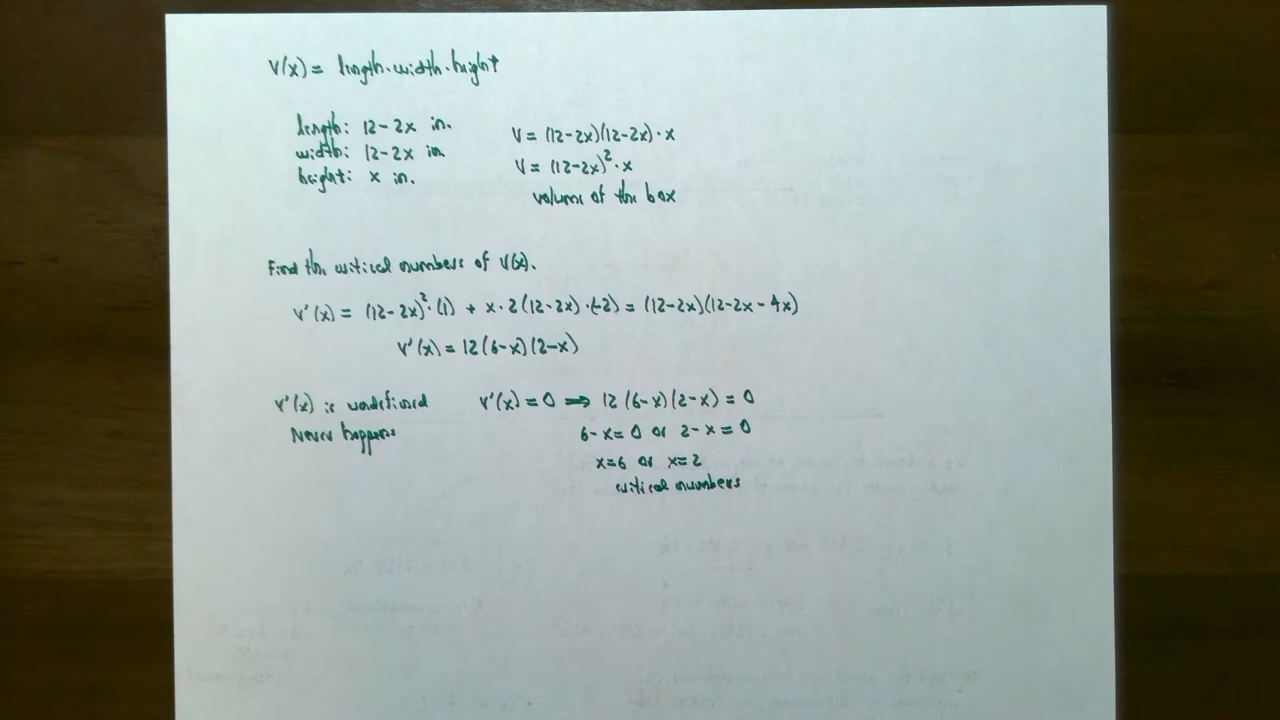 V(x) = length·width·height
length: 12-2x in.
width: 12-2x in.
height: x in.
V = (12-2x)(12-2x)·x
V = (12-2x)²·x
volume of the box
Find the critical numbers of V(x).
V'(x) = (12-2x)²·(1) + x·2(12-2x)·(-2) = (12-2x)(12-2x-4x)
V'(x) = 12(6-x)(2-x)
V'(x) is undefined
Never happens
V'(x) = 0 ⟹ 12(6-x)(2-x) = 0
6-x = 0 or 2-x = 0
x=6 or x=2
critical numbers